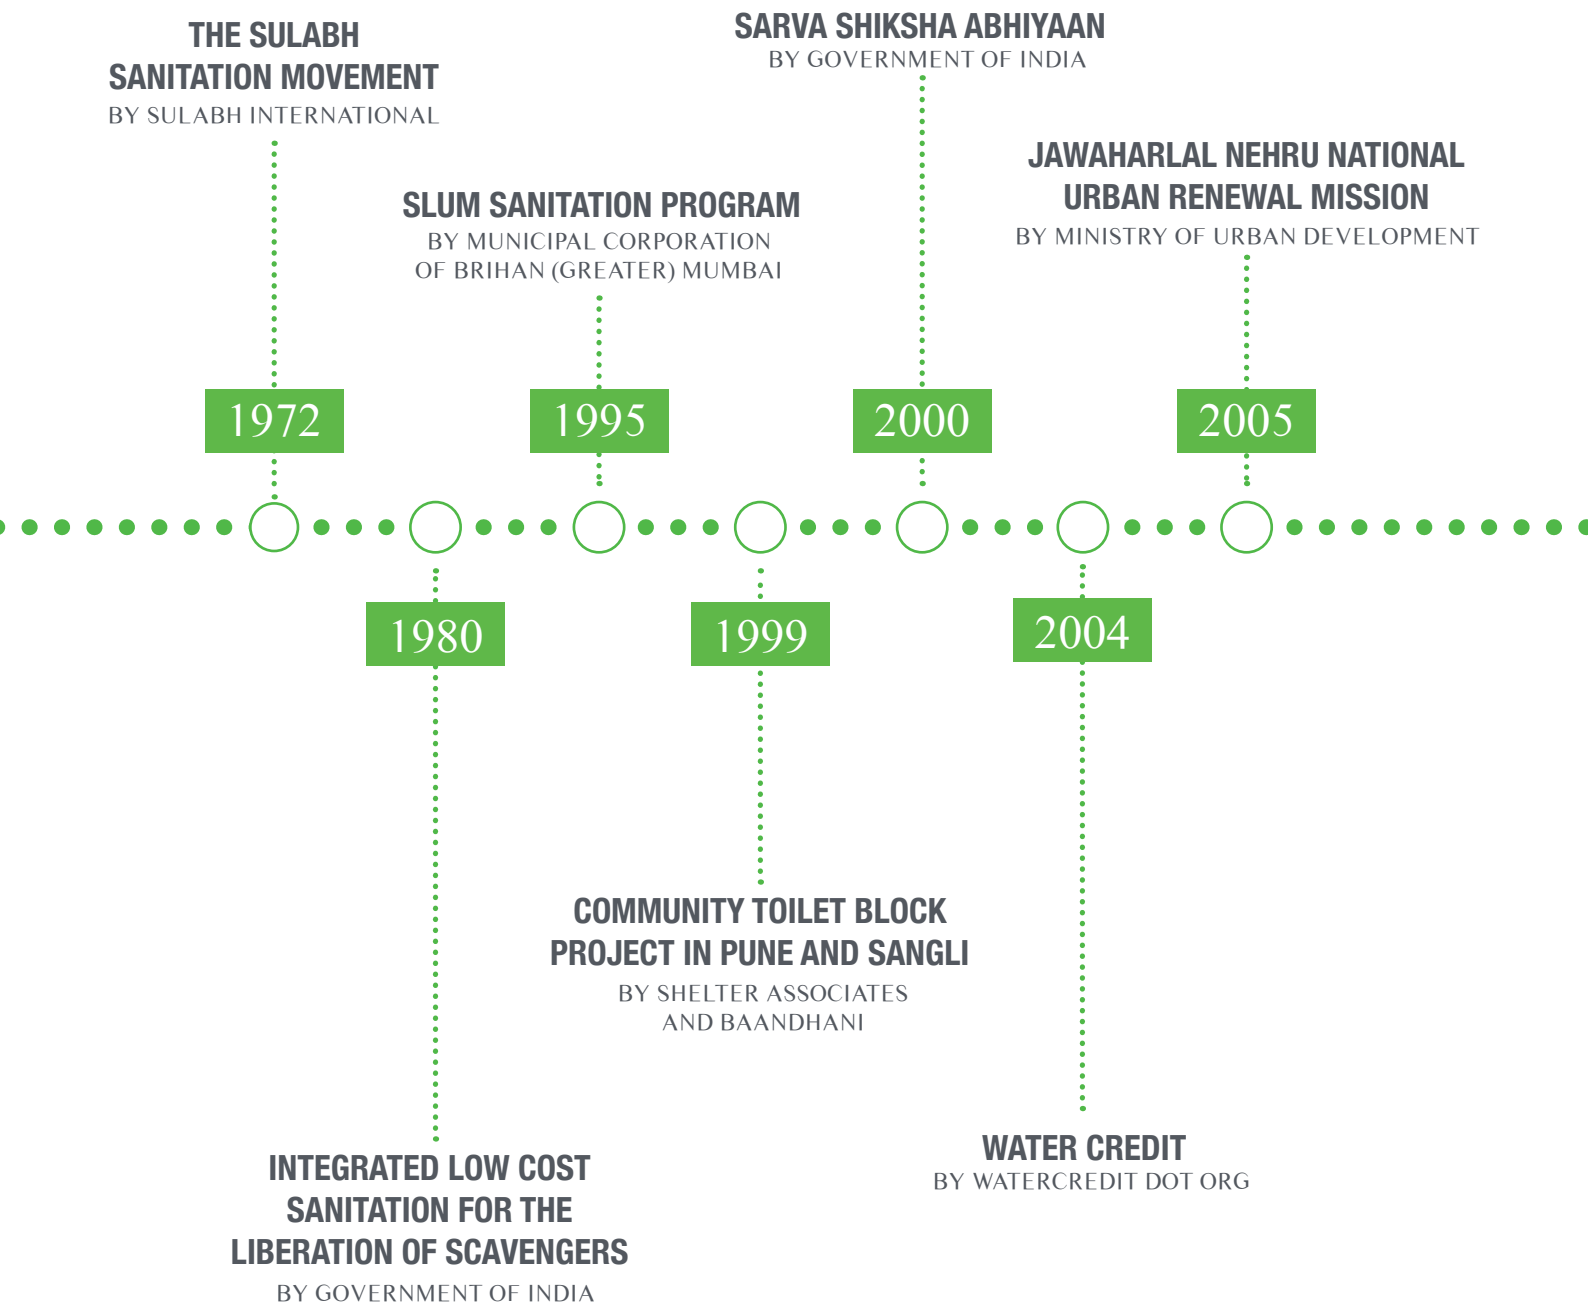 THE SULABH
SANITATION MOVEMENT
BY SULABH INTERNATIONAL
SARVA SHIKSHA ABHIYAAN
BY GOVERNMENT OF INDIA
SLUM SANITATION PROGRAM
BY MUNICIPAL CORPORATION
OF BRIHAN (GREATER) MUMBAI
JAWAHARLAL NEHRU NATIONAL
URBAN RENEWAL MISSION
BY MINISTRY OF URBAN DEVELOPMENT
1972
1995
2000
2005
1980
1999
2004
COMMUNITY TOILET BLOCK
PROJECT IN PUNE AND SANGLI
BY SHELTER ASSOCIATES
AND BAANDHANI
WATER CREDIT
BY WATERCREDIT DOT ORG
INTEGRATED LOW COST
SANITATION FOR THE
LIBERATION OF SCAVENGERS
BY GOVERNMENT OF INDIA